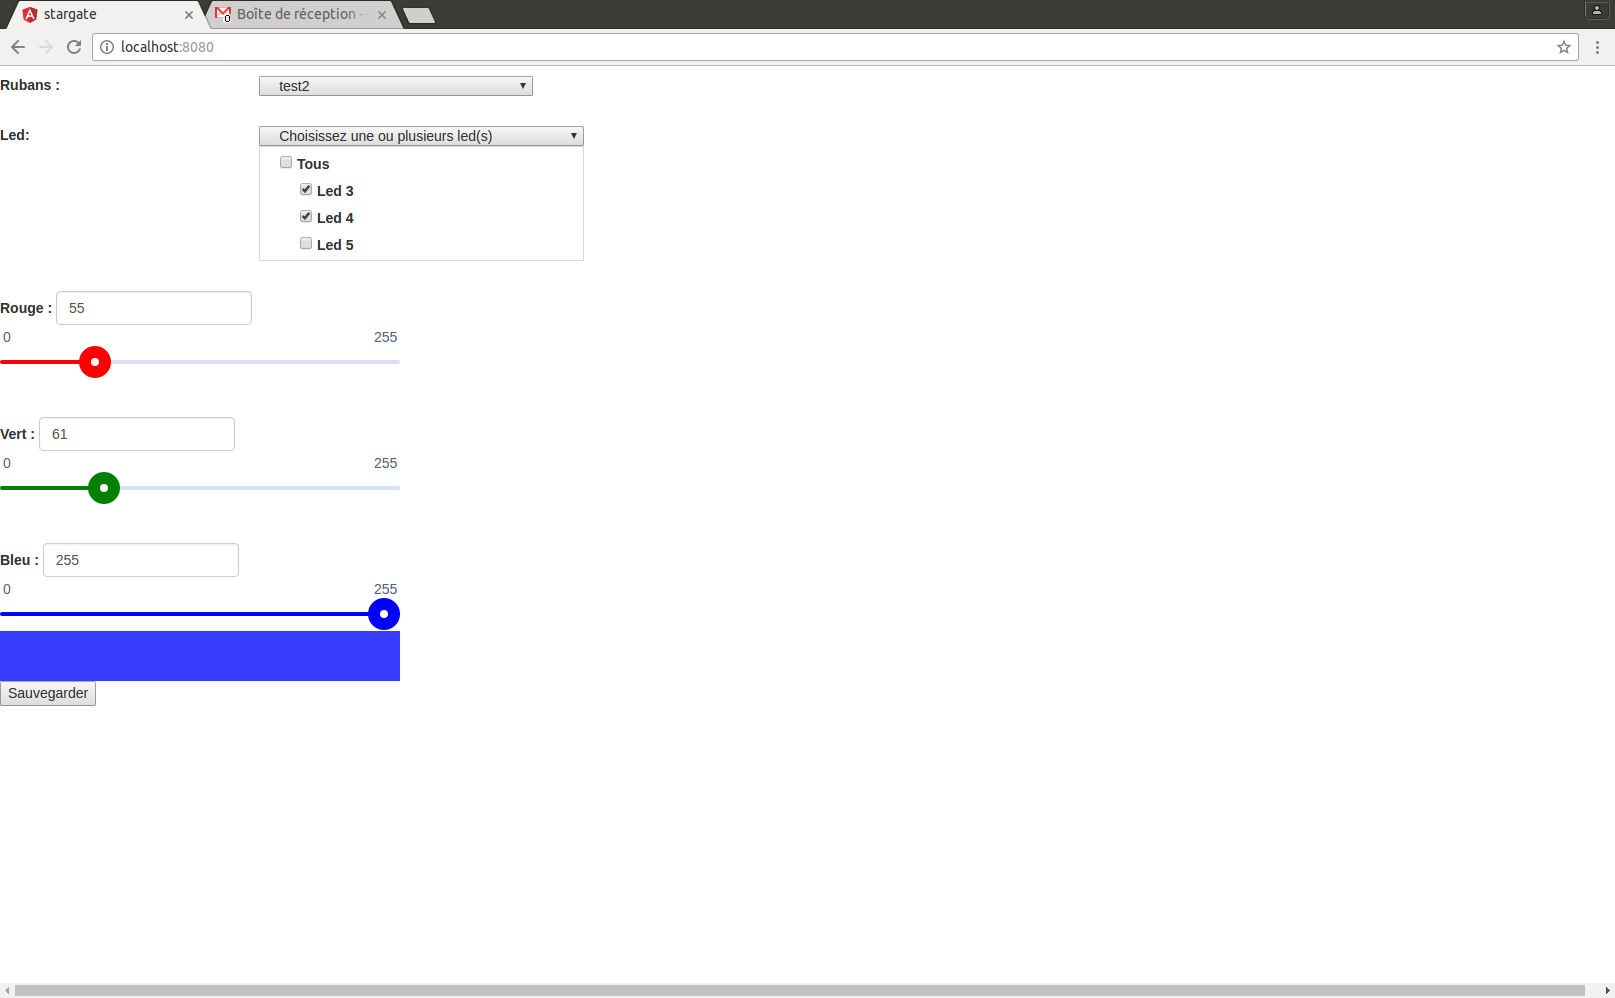 stargate
Boîte de réception -
localhost:8080
Rubans :
test2
Led:
Choisissez une ou plusieurs led(s)
Tous
Led 3
Led 4
Led 5
Rouge : 55
0 255
Vert : 61
0 255
Bleu : 255
0 255
Sauvegarder